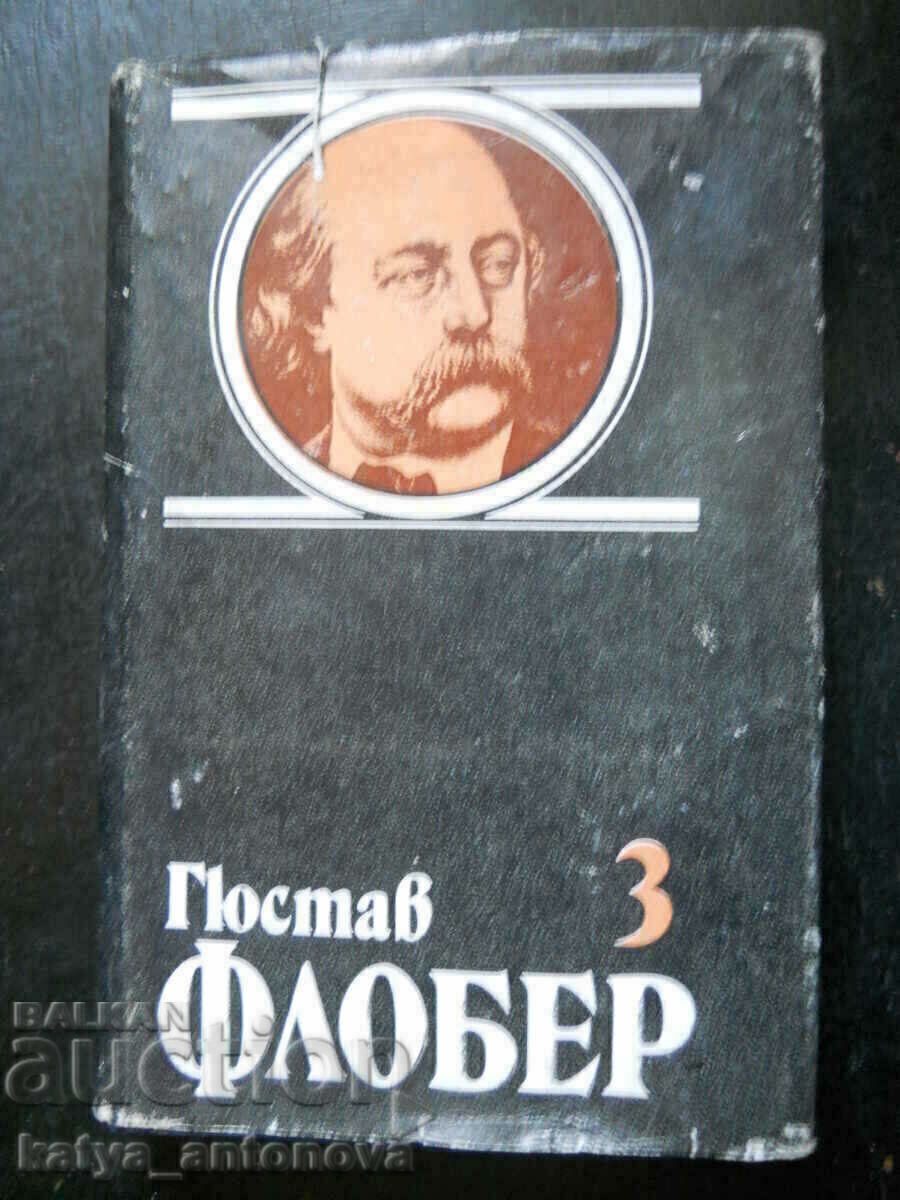 3
Гюстав
ФЛОБЕР
BALKAN
auction
katya_antonova